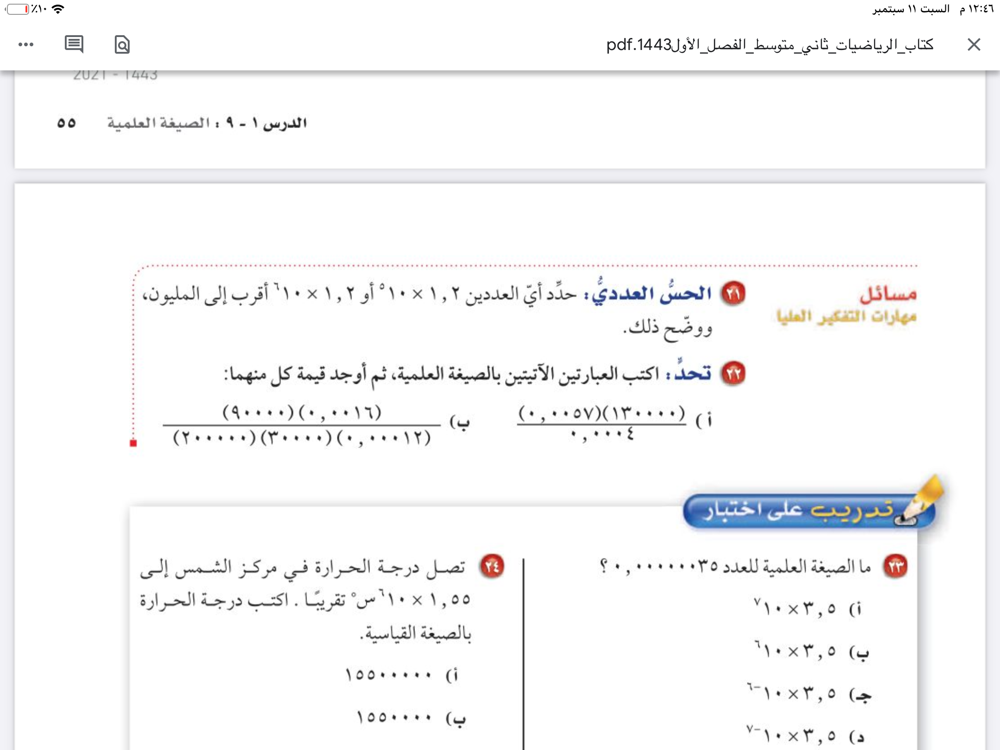 ١٢:٤٦ م السبت ١١ سبتمبر
٪١٠
كتاب_الرياضيات_ثاني_متوسط_الفصل_الأول1443.pdf
2021 - 1443
الدرس ١ - ٩ : الصيغة العلمية ٥٥
مسائل
مهارات التفكير العليا
٢١ الحسُّ العدديُّ: حدِّد أيّ العددين ١,٢ × ١٠^٥ أو ١,٢ × ١٠^٦ أقرب إلى المليون،
ووضّح ذلك.
٢٢ تحدٍّ: اكتب العبارتين الآتيتين بالصيغة العلمية، ثم أوجد قيمة كل منهما:
أ) (١٣٠٠٠٠)(٠,٠٠٥٧)
٠,٠٠٠٤
ب) (٩٠٠٠٠)(٠,٠٠١٦)
(٢٠٠٠٠٠)(٣٠٠٠٠)(٠,٠٠٠١٢)
تدريب على اختبار
٢٣ ما الصيغة العلمية للعدد ٠,٠٠٠٠٠٠٣٥ ؟
أ) ٣,٥ × ١٠^٧
ب) ٣,٥ × ١٠^٦
جـ) ٣,٥ × ١٠^-٦
د) ٣,٥ × ١٠^-٧
٢٤ تصل درجة الحرارة في مركز الشمس إلى
١,٥٥ × ١٠^٦ °س تقريبًا . اكتب درجة الحرارة
بالصيغة القياسية.
أ) ١٥٥٠٠٠٠٠
ب) ١٥٥٠٠٠٠